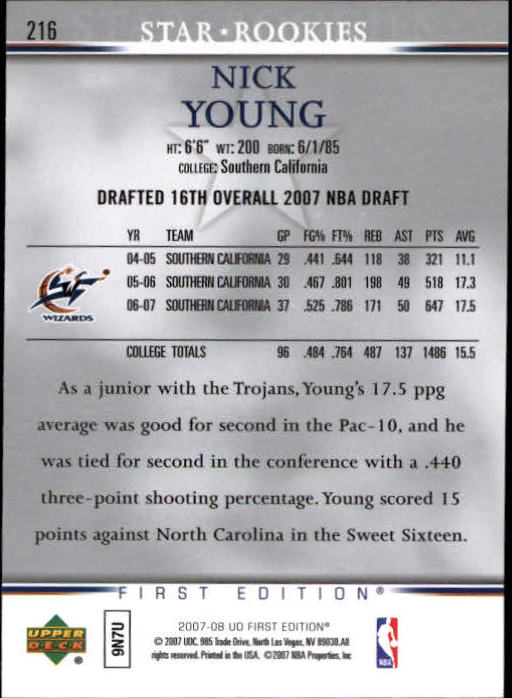 216
STAR★ROOKIES
NICK
YOUNG
HT: 6'6" WT: 200 BORN: 6/1/85
COLLEGE: Southern California
DRAFTED 16TH OVERALL 2007 NBA DRAFT
YR TEAM GP FG% FT% REB AST PTS AVG
04-05 SOUTHERN CALIFORNIA 29 .441 .644 118 38 321 11.1
05-06 SOUTHERN CALIFORNIA 30 .467 .801 198 49 518 17.3
06-07 SOUTHERN CALIFORNIA 37 .525 .786 171 50 647 17.5
WIZARDS
COLLEGE TOTALS 96 .484 .764 487 137 1486 15.5
As a junior with the Trojans, Young's 17.5 ppg
average was good for second in the Pac-10, and he
was tied for second in the conference with a .440
three-point shooting percentage. Young scored 15
points against North Carolina in the Sweet Sixteen.
FIRST EDITION®
UPPER
DECK®
9N7U
2007-08 UD FIRST EDITION®
© 2007 UDC. 985 Trade Drive, North Las Vegas, NV 89030. All
rights reserved. Printed in the USA. ©2007 NBA Properties, Inc
NBA